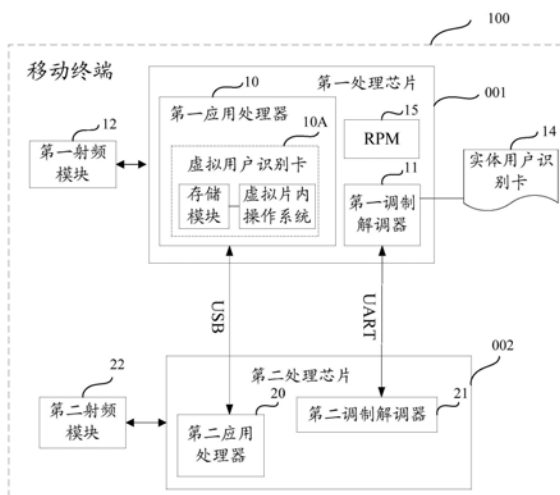 100
移动终端
第一处理芯片
001
10
第一应用处理器
10A
虚拟用户识别卡
存储
模块
虚拟片内
操作系统
15
RPM
11
第一调制
解调器
12
第一射频
模块
14
实体用户识
别卡
USB
UART
002
第二处理芯片
22
第二射频
模块
20
第二应用
处理器
21
第二调制解调器